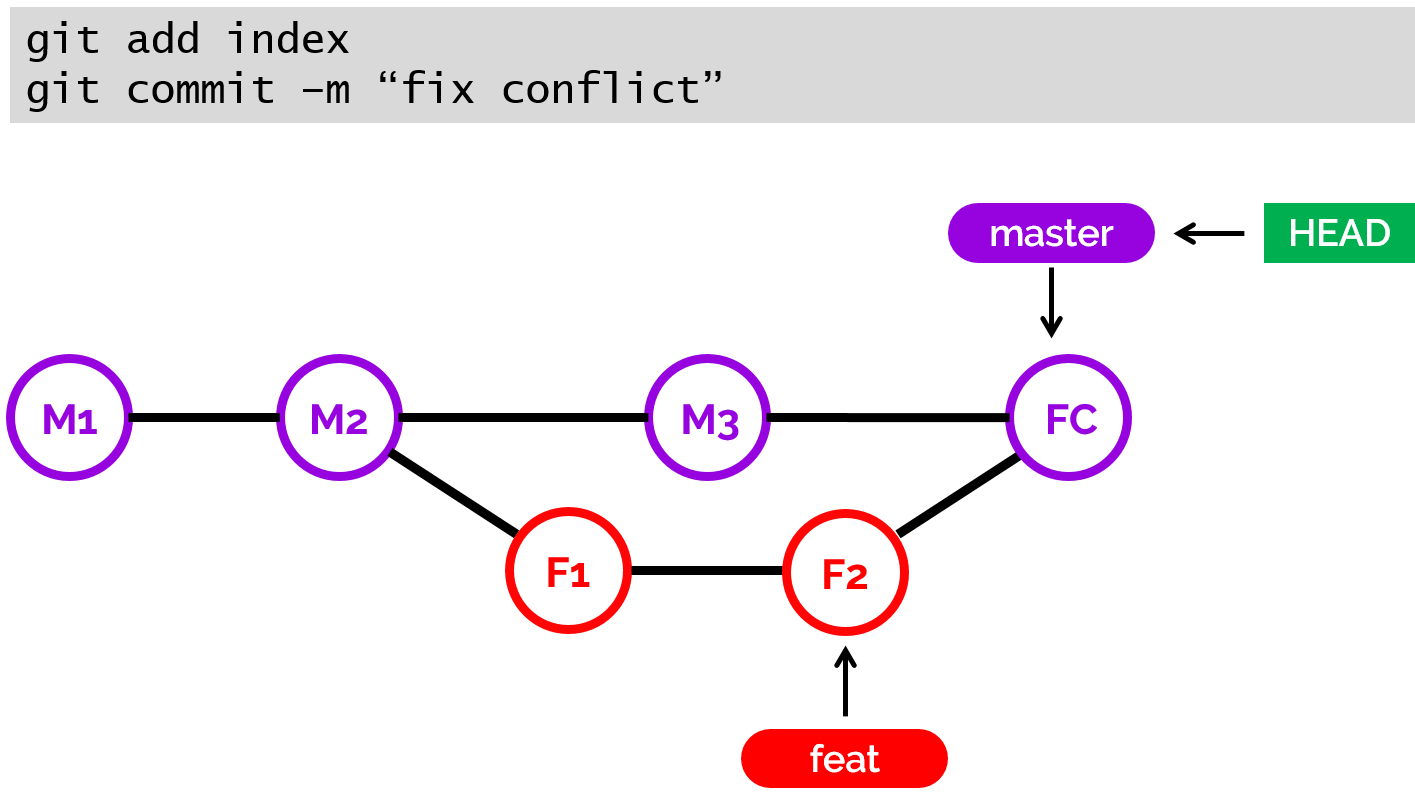 git add index
git commit –m “fix conflict”
master
HEAD
M1
M2
M3
FC
F1
F2
feat